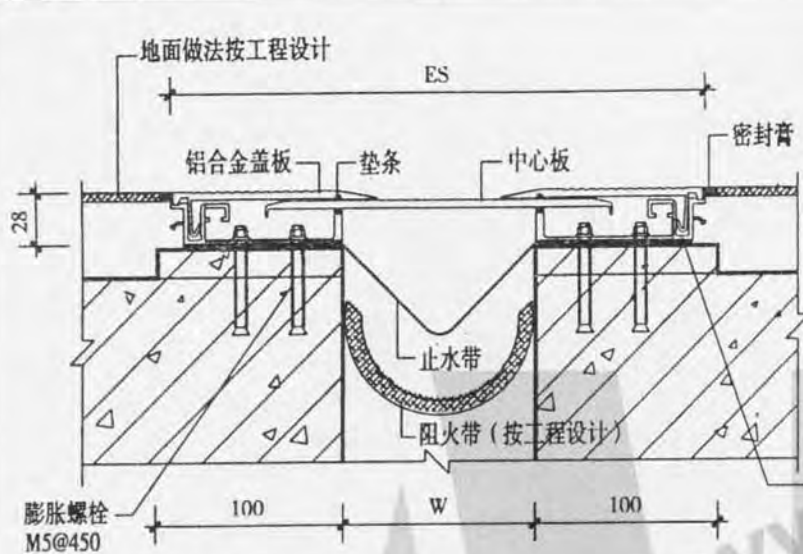 地面做法按工程设计
ES
密封膏
铝合金盖板
垫条
中心板
28
止水带
阻火带(按工程设计)
膨胀螺栓
M5@450
100
W
100